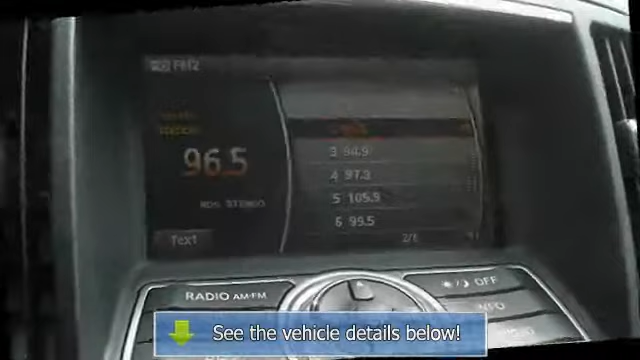 FM2
96.5
3 94.9
4 97.3
5 105.9
RDS STEREO
6 99.5
Text
2/6
RADIO AM·FM
OFF
See the vehicle details below!